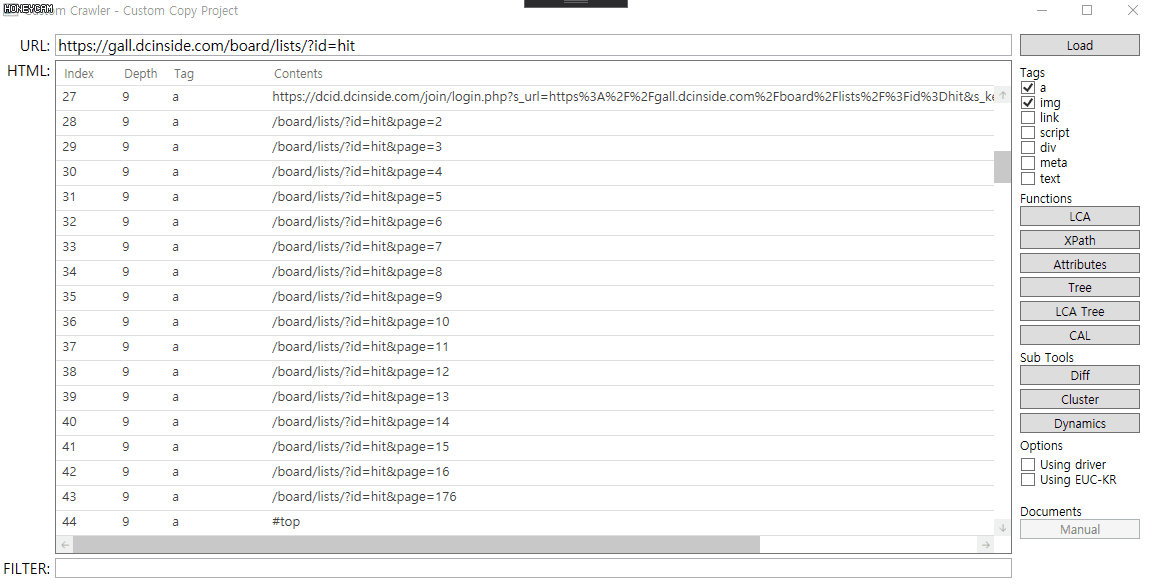 HONEYCAM
Custom Crawler - Custom Copy Project
URL: https://gall.dcinside.com/board/lists/?id=hit
Load
HTML:
Index Depth Tag Contents
27 9 a https://dcid.dcinside.com/join/login.php?s_url=https%3A%2F%2Fgall.dcinside.com%2Fboard%2Flists%2F%3Fid%3Dhit&s_ke
28 9 a /board/lists/?id=hit&page=2
29 9 a /board/lists/?id=hit&page=3
30 9 a /board/lists/?id=hit&page=4
31 9 a /board/lists/?id=hit&page=5
32 9 a /board/lists/?id=hit&page=6
33 9 a /board/lists/?id=hit&page=7
34 9 a /board/lists/?id=hit&page=8
35 9 a /board/lists/?id=hit&page=9
36 9 a /board/lists/?id=hit&page=10
37 9 a /board/lists/?id=hit&page=11
38 9 a /board/lists/?id=hit&page=12
39 9 a /board/lists/?id=hit&page=13
40 9 a /board/lists/?id=hit&page=14
41 9 a /board/lists/?id=hit&page=15
42 9 a /board/lists/?id=hit&page=16
43 9 a /board/lists/?id=hit&page=176
44 9 a #top
Tags
a
img
link
script
div
meta
text
Functions
LCA
XPath
Attributes
Tree
LCA Tree
CAL
Sub Tools
Diff
Cluster
Dynamics
Options
Using driver
Using EUC-KR
Documents
Manual
FILTER: